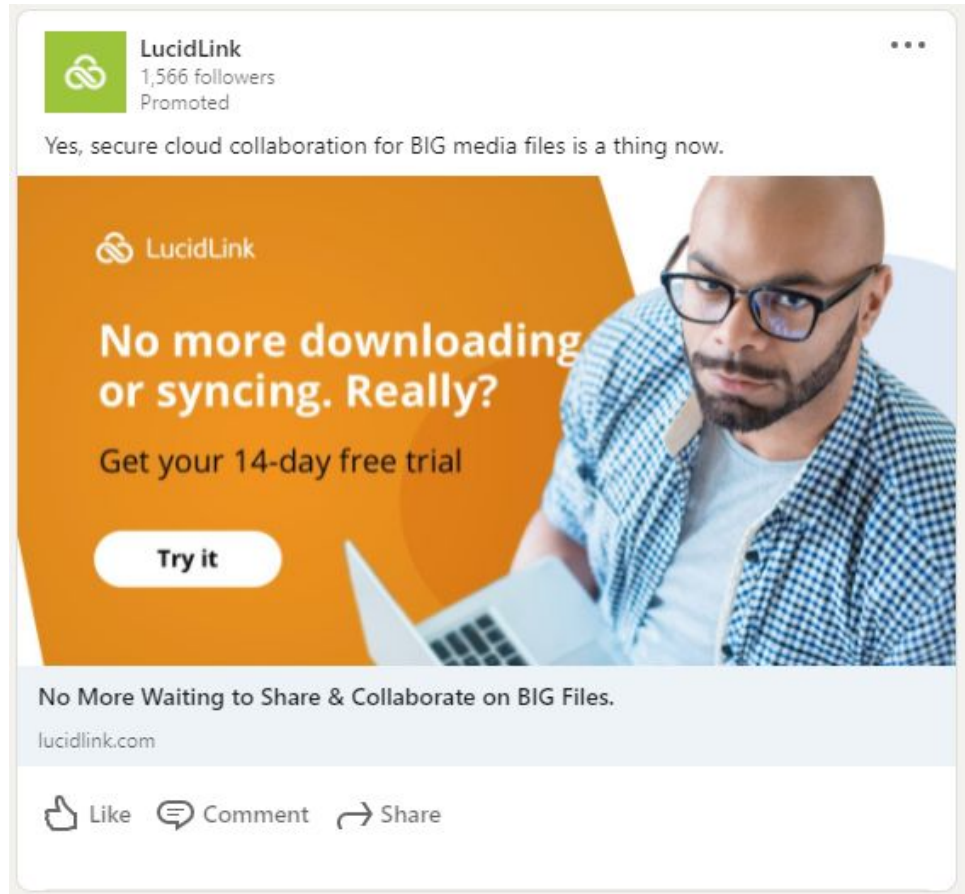 LucidLink
1,566 followers
Promoted
Yes, secure cloud collaboration for BIG media files is a thing now.
LucidLink
No more downloading
or syncing. Really?
Get your 14-day free trial
Try it
No More Waiting to Share & Collaborate on BIG Files.
lucidlink.com
Like Comment Share